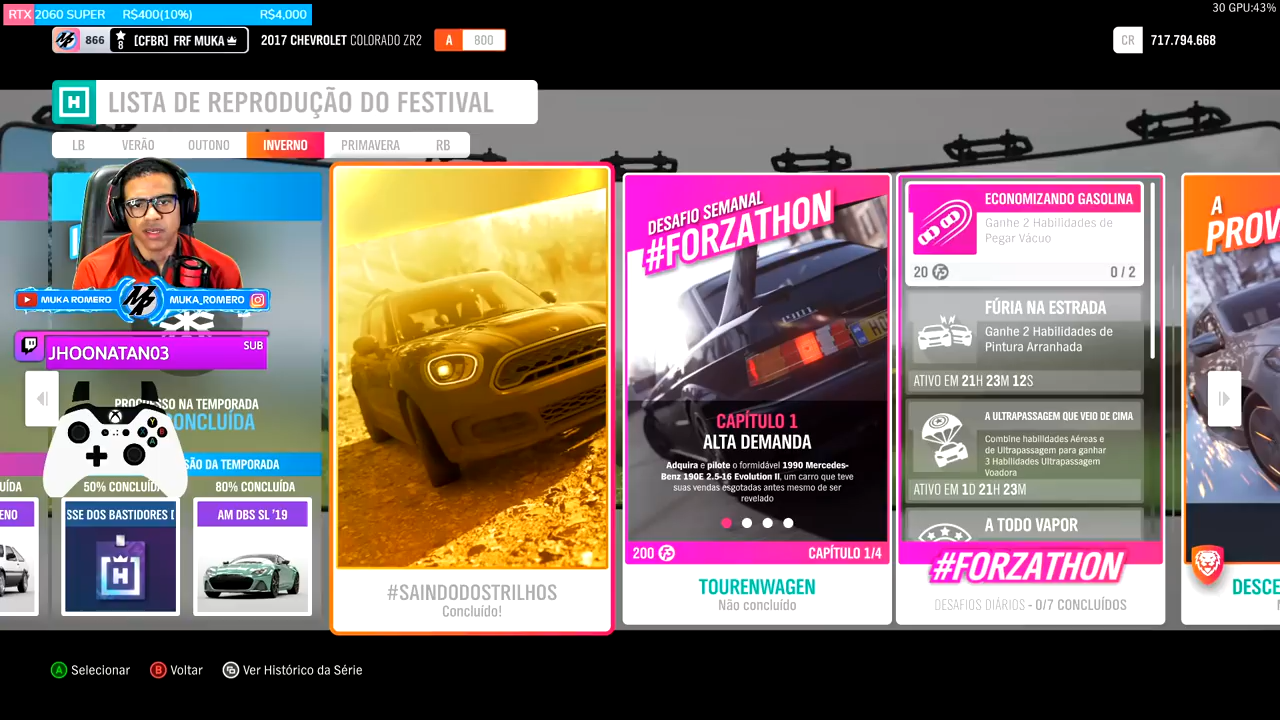 RTX 2060 SUPER R$400(10%) R$4,000
30 GPU:43%
866 8 [CFBR] FRF MUKA
2017 CHEVROLET COLORADO ZR2 A 800
CR 717.794.668
LISTA DE REPRODUÇÃO DO FESTIVAL
LB VERÃO OUTONO INVERNO PRIMAVERA RB
MUKA ROMERO MUKA_ROMERO
JHOONATAN03 SUB
NA TEMPORADA
CONCLUÍDA
DA TEMPORADA
50% CONCLUÍDA 80% CONCLUÍDA
SSE DOS BASTIDORES
AM DBS SL '19
#SAINDODOSTRILHOS
Concluído!
DESAFIO SEMANAL
#FORZATHON
CAPÍTULO 1
ALTA DEMANDA
Adquira e pilote o formidável 1990 Mercedes-
Benz 190E 2.5-16 Evolution II, um carro que teve
suas vendas esgotadas antes mesmo de ser
revelado
200 CAPÍTULO 1/4
TOURENWAGEN
Não concluído
ECONOMIZANDO GASOLINA
Ganhe 2 Habilidades de
Pegar Vácuo
20 0 / 2
FÚRIA NA ESTRADA
Ganhe 2 Habilidades de
Pintura Arranhada
ATIVO EM 21H 23M 12S
A ULTRAPASSAGEM QUE VEIO DE CIMA
Combine habilidades Aéreas e
de Ultrapassagem para ganhar
3 Habilidades Ultrapassagem
Voadora
ATIVO EM 1D 21H 23M
A TODO VAPOR
#FORZATHON
DESAFIOS DIÁRIOS - 0/7 CONCLUÍDOS
A
PROV
DESCE
A Selecionar B Voltar Ver Histórico da Série